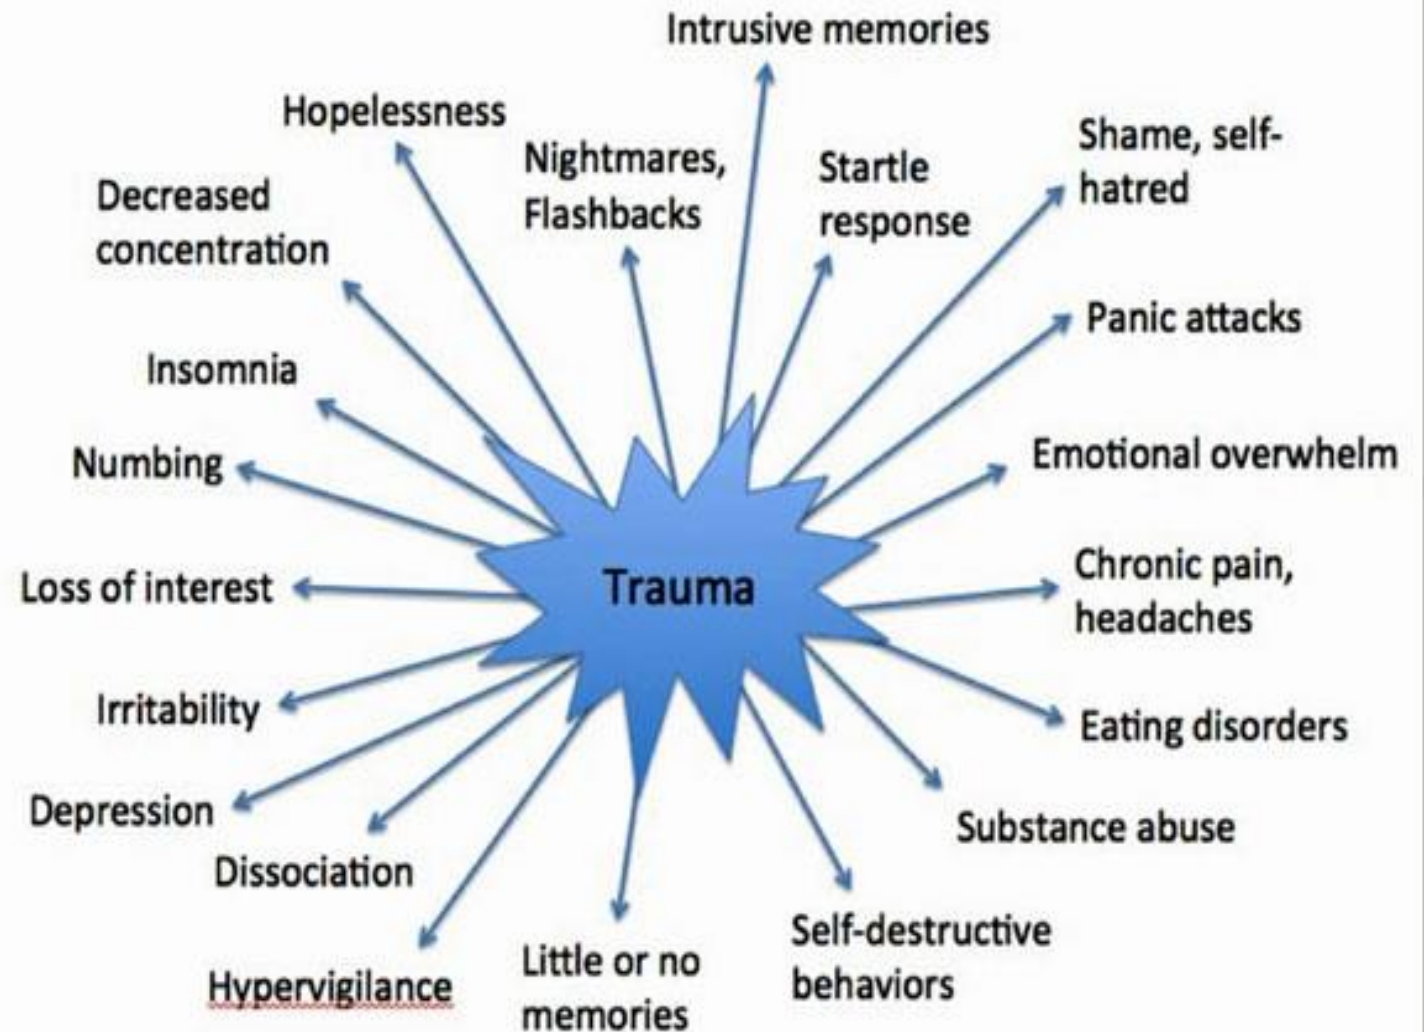 Intrusive memories
Hopelessness
Nightmares,
Flashbacks
Startle
response
Shame, self-
hatred
Decreased
concentration
Panic attacks
Insomnia
Emotional overwhelm
Numbing
Trauma
Loss of interest
Chronic pain,
headaches
Irritability
Eating disorders
Depression
Substance abuse
Dissociation
Self-destructive
behaviors
Hypervigilance
Little or no
memories